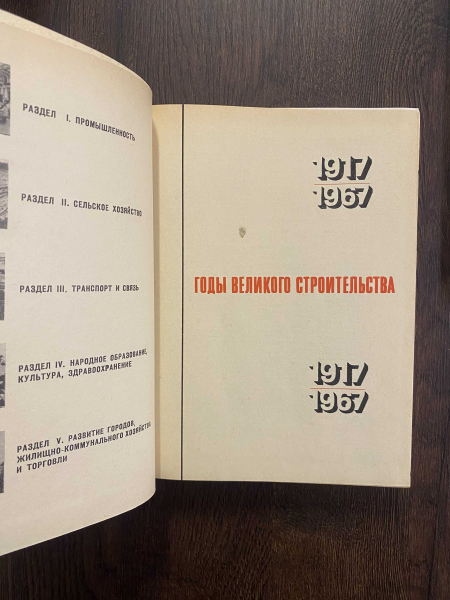 РАЗДЕЛ I. ПРОМЫШЛЕННОСТЬ
РАЗДЕЛ II. СЕЛЬСКОЕ ХОЗЯЙСТВО
РАЗДЕЛ III. ТРАНСПОРТ И СВЯЗЬ
РАЗДЕЛ IV. НАРОДНОЕ ОБРАЗОВАНИЕ,
КУЛЬТУРА, ЗДРАВООХРАНЕНИЕ
РАЗДЕЛ V. РАЗВИТИЕ ГОРОДОВ,
ЖИЛИЩНО-КОММУНАЛЬНОГО ХОЗЯЙСТВА
И ТОРГОВЛИ
1917
1967
ГОДЫ ВЕЛИКОГО СТРОИТЕЛЬСТВА
1917
1967